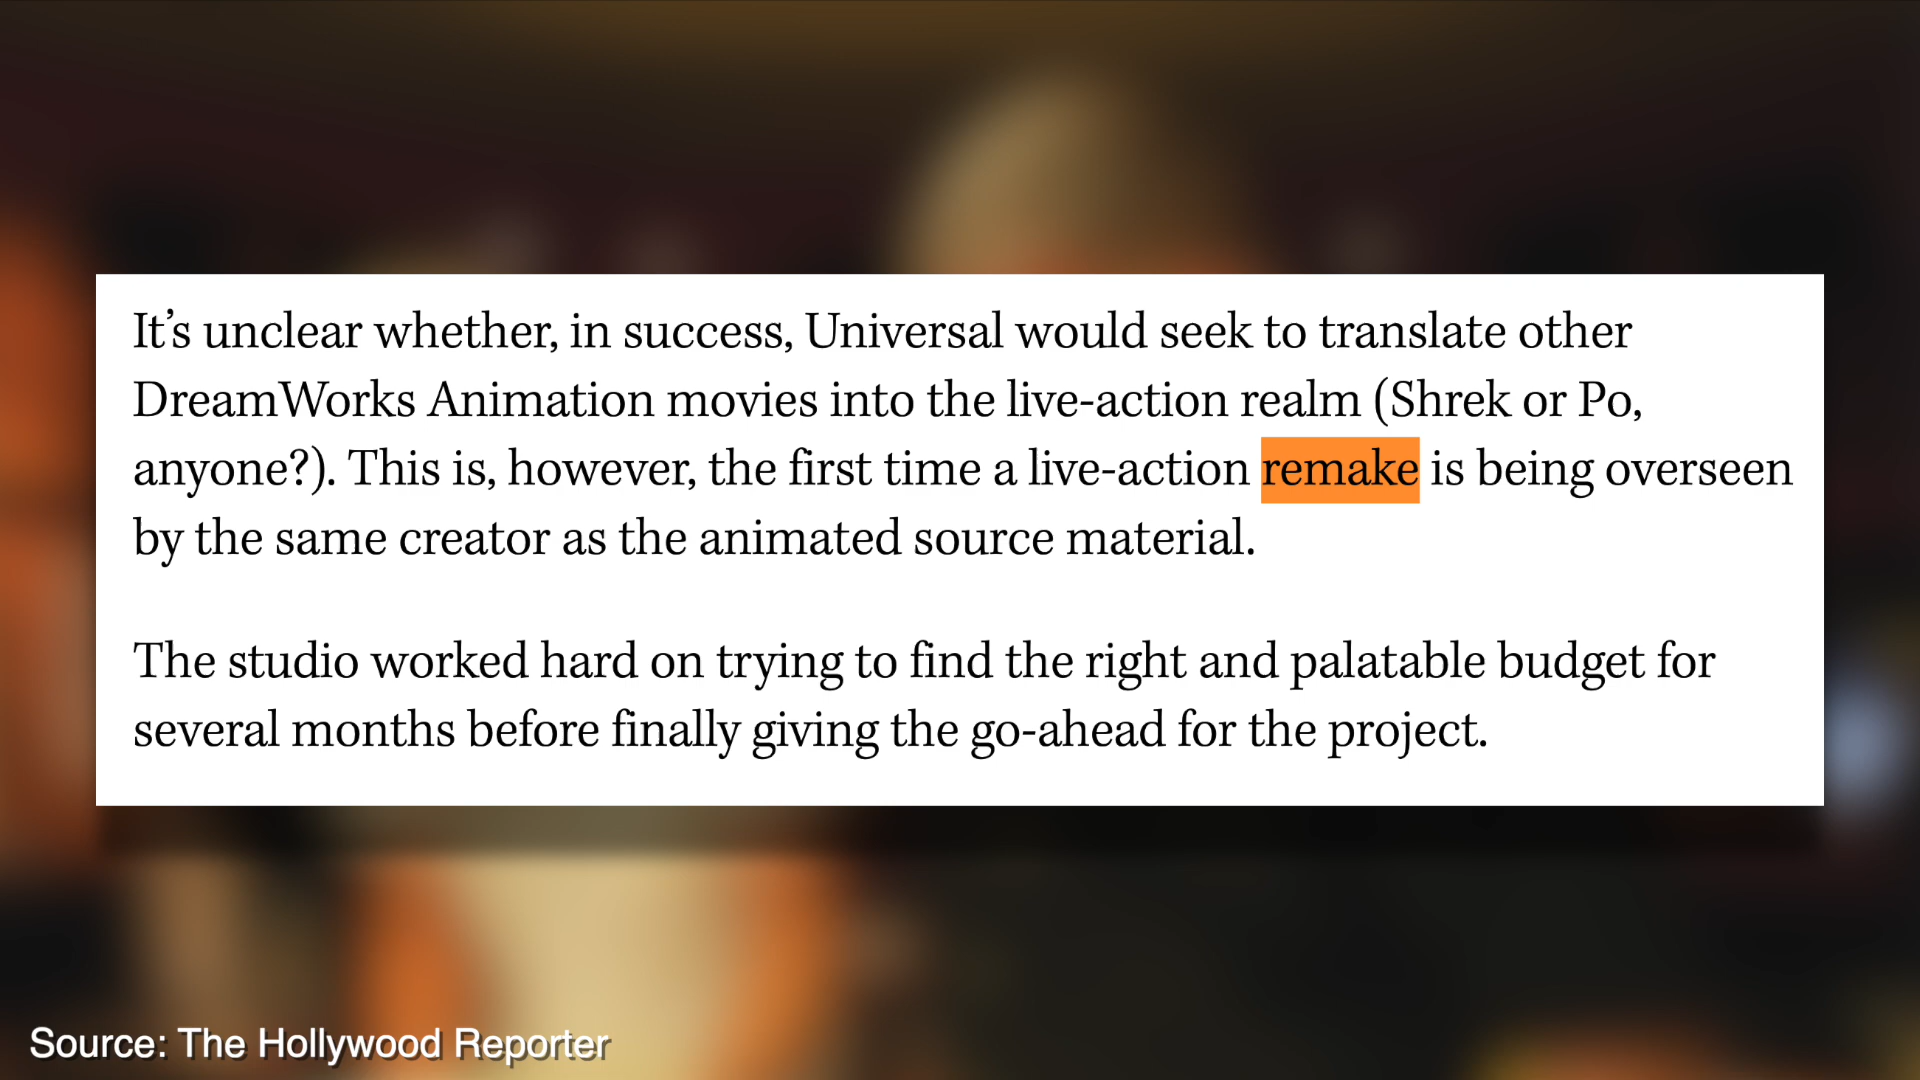 It’s unclear whether, in success, Universal would seek to translate other
DreamWorks Animation movies into the live-action realm (Shrek or Po,
anyone?). This is, however, the first time a live-action remake is being overseen
by the same creator as the animated source material.
The studio worked hard on trying to find the right and palatable budget for
several months before finally giving the go-ahead for the project.
Source: The Hollywood Reporter